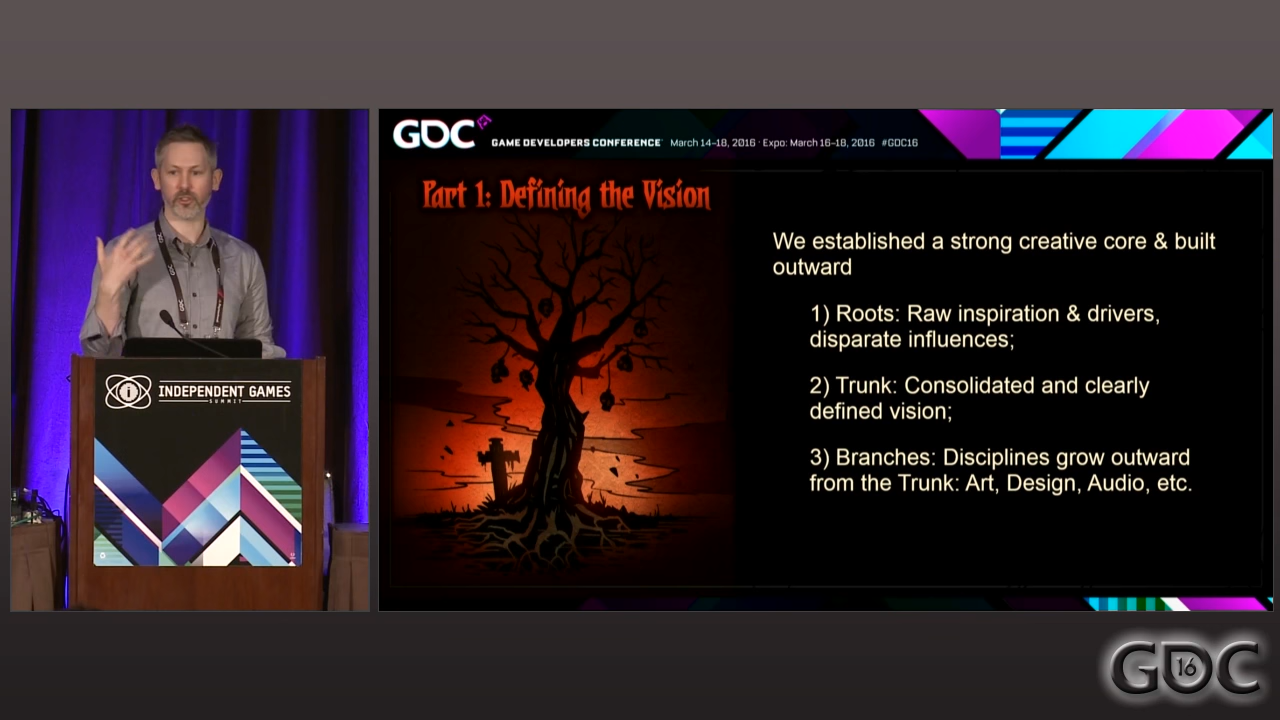 GDC
GAME DEVELOPERS CONFERENCE March 14-18, 2016 · Expo: March 16-18, 2016 #GDC16
Part 1: Defining the Vision
We established a strong creative core & built
outward
1) Roots: Raw inspiration & drivers,
disparate influences;
2) Trunk: Consolidated and clearly
defined vision;
3) Branches: Disciplines grow outward
from the Trunk: Art, Design, Audio, etc.
GDC
i
INDEPENDENT GAMES
SUMMIT
GDC
16